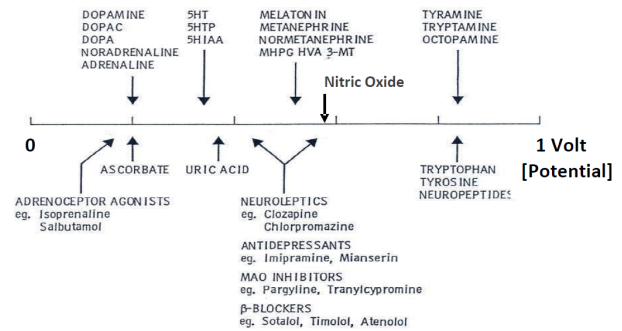 DOPAMINE
DOPAC
DOPA
NORADRENALINE
ADRENALINE
5HT
5HTP
5HIAA
MELATONIN
METANEPHRINE
NORMETANEPHRINE
MHPG HVA 3-MT
TYRAMINE
TRYPTAMINE
OCTOPAMINE
Nitric Oxide
0
1 Volt
[Potential]
ASCORBATE
URIC ACID
TRYPTOPHAN
TYROSINE
NEUROPEPTIDES
ADRENOCEPTOR AGONISTS
eg. Isoprenaline
Salbutamol
NEUROLEPTICS
eg. Clozapine
Chlorpromazine
ANTIDEPRESSANTS
eg. Imipramine, Mianserin
MAO INHIBITORS
eg. Pargyline, Tranylcypromine
β-BLOCKERS
eg. Sotalol, Timolol, Atenolol